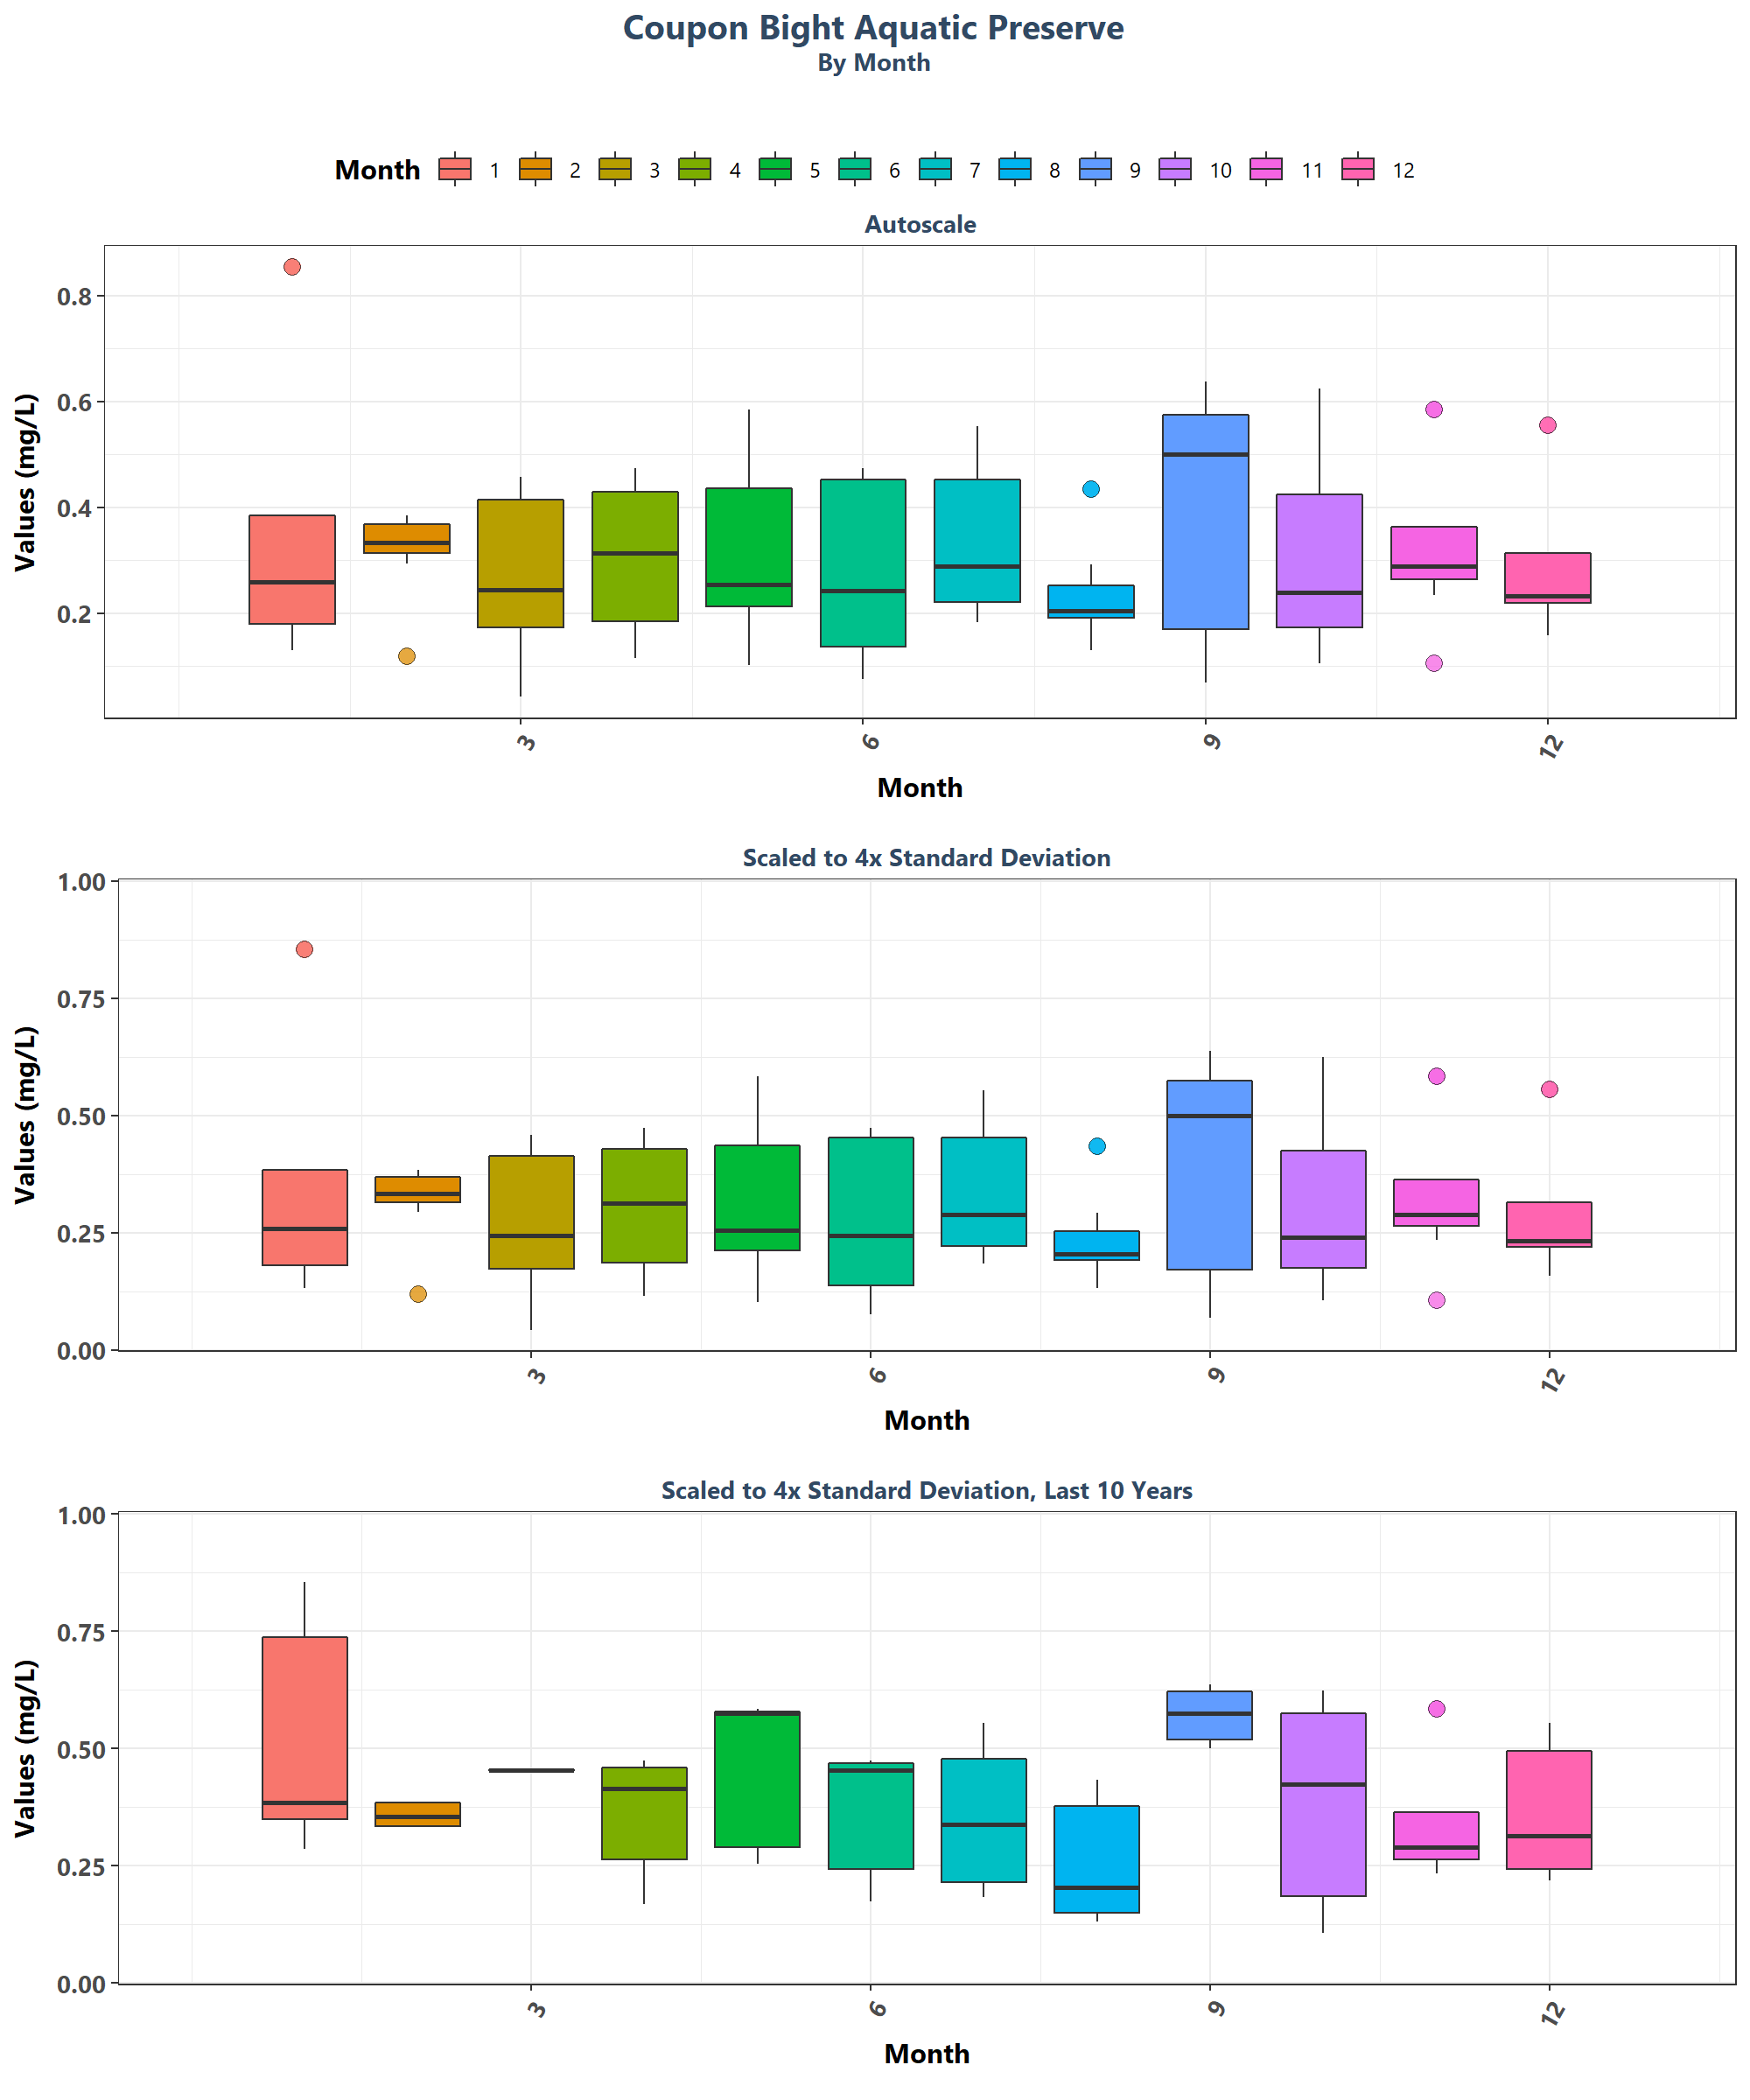 Coupon Bight Aquatic Preserve
By Month
Month 1 2 3 4 5 6 7 8 9 10 11 12
Autoscale
Values (mg/L)
0.8
0.6
0.4
0.2
3 6 9 12
Month
Scaled to 4x Standard Deviation
Values (mg/L)
1.00
0.75
0.50
0.25
0.00
3 6 9 12
Month
Scaled to 4x Standard Deviation, Last 10 Years
Values (mg/L)
1.00
0.75
0.50
0.25
0.00
3 6 9 12
Month